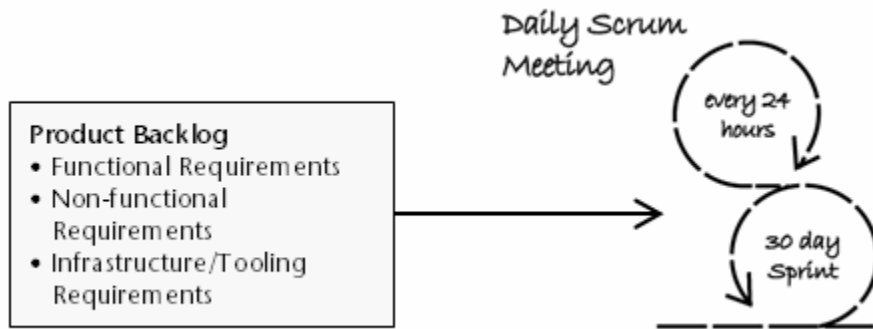 Daily Scrum
Meeting
every 24
hours
Product Backlog
• Functional Requirements
• Non-functional
Requirements
• Infrastructure/Tooling
Requirements
30 day
Sprint